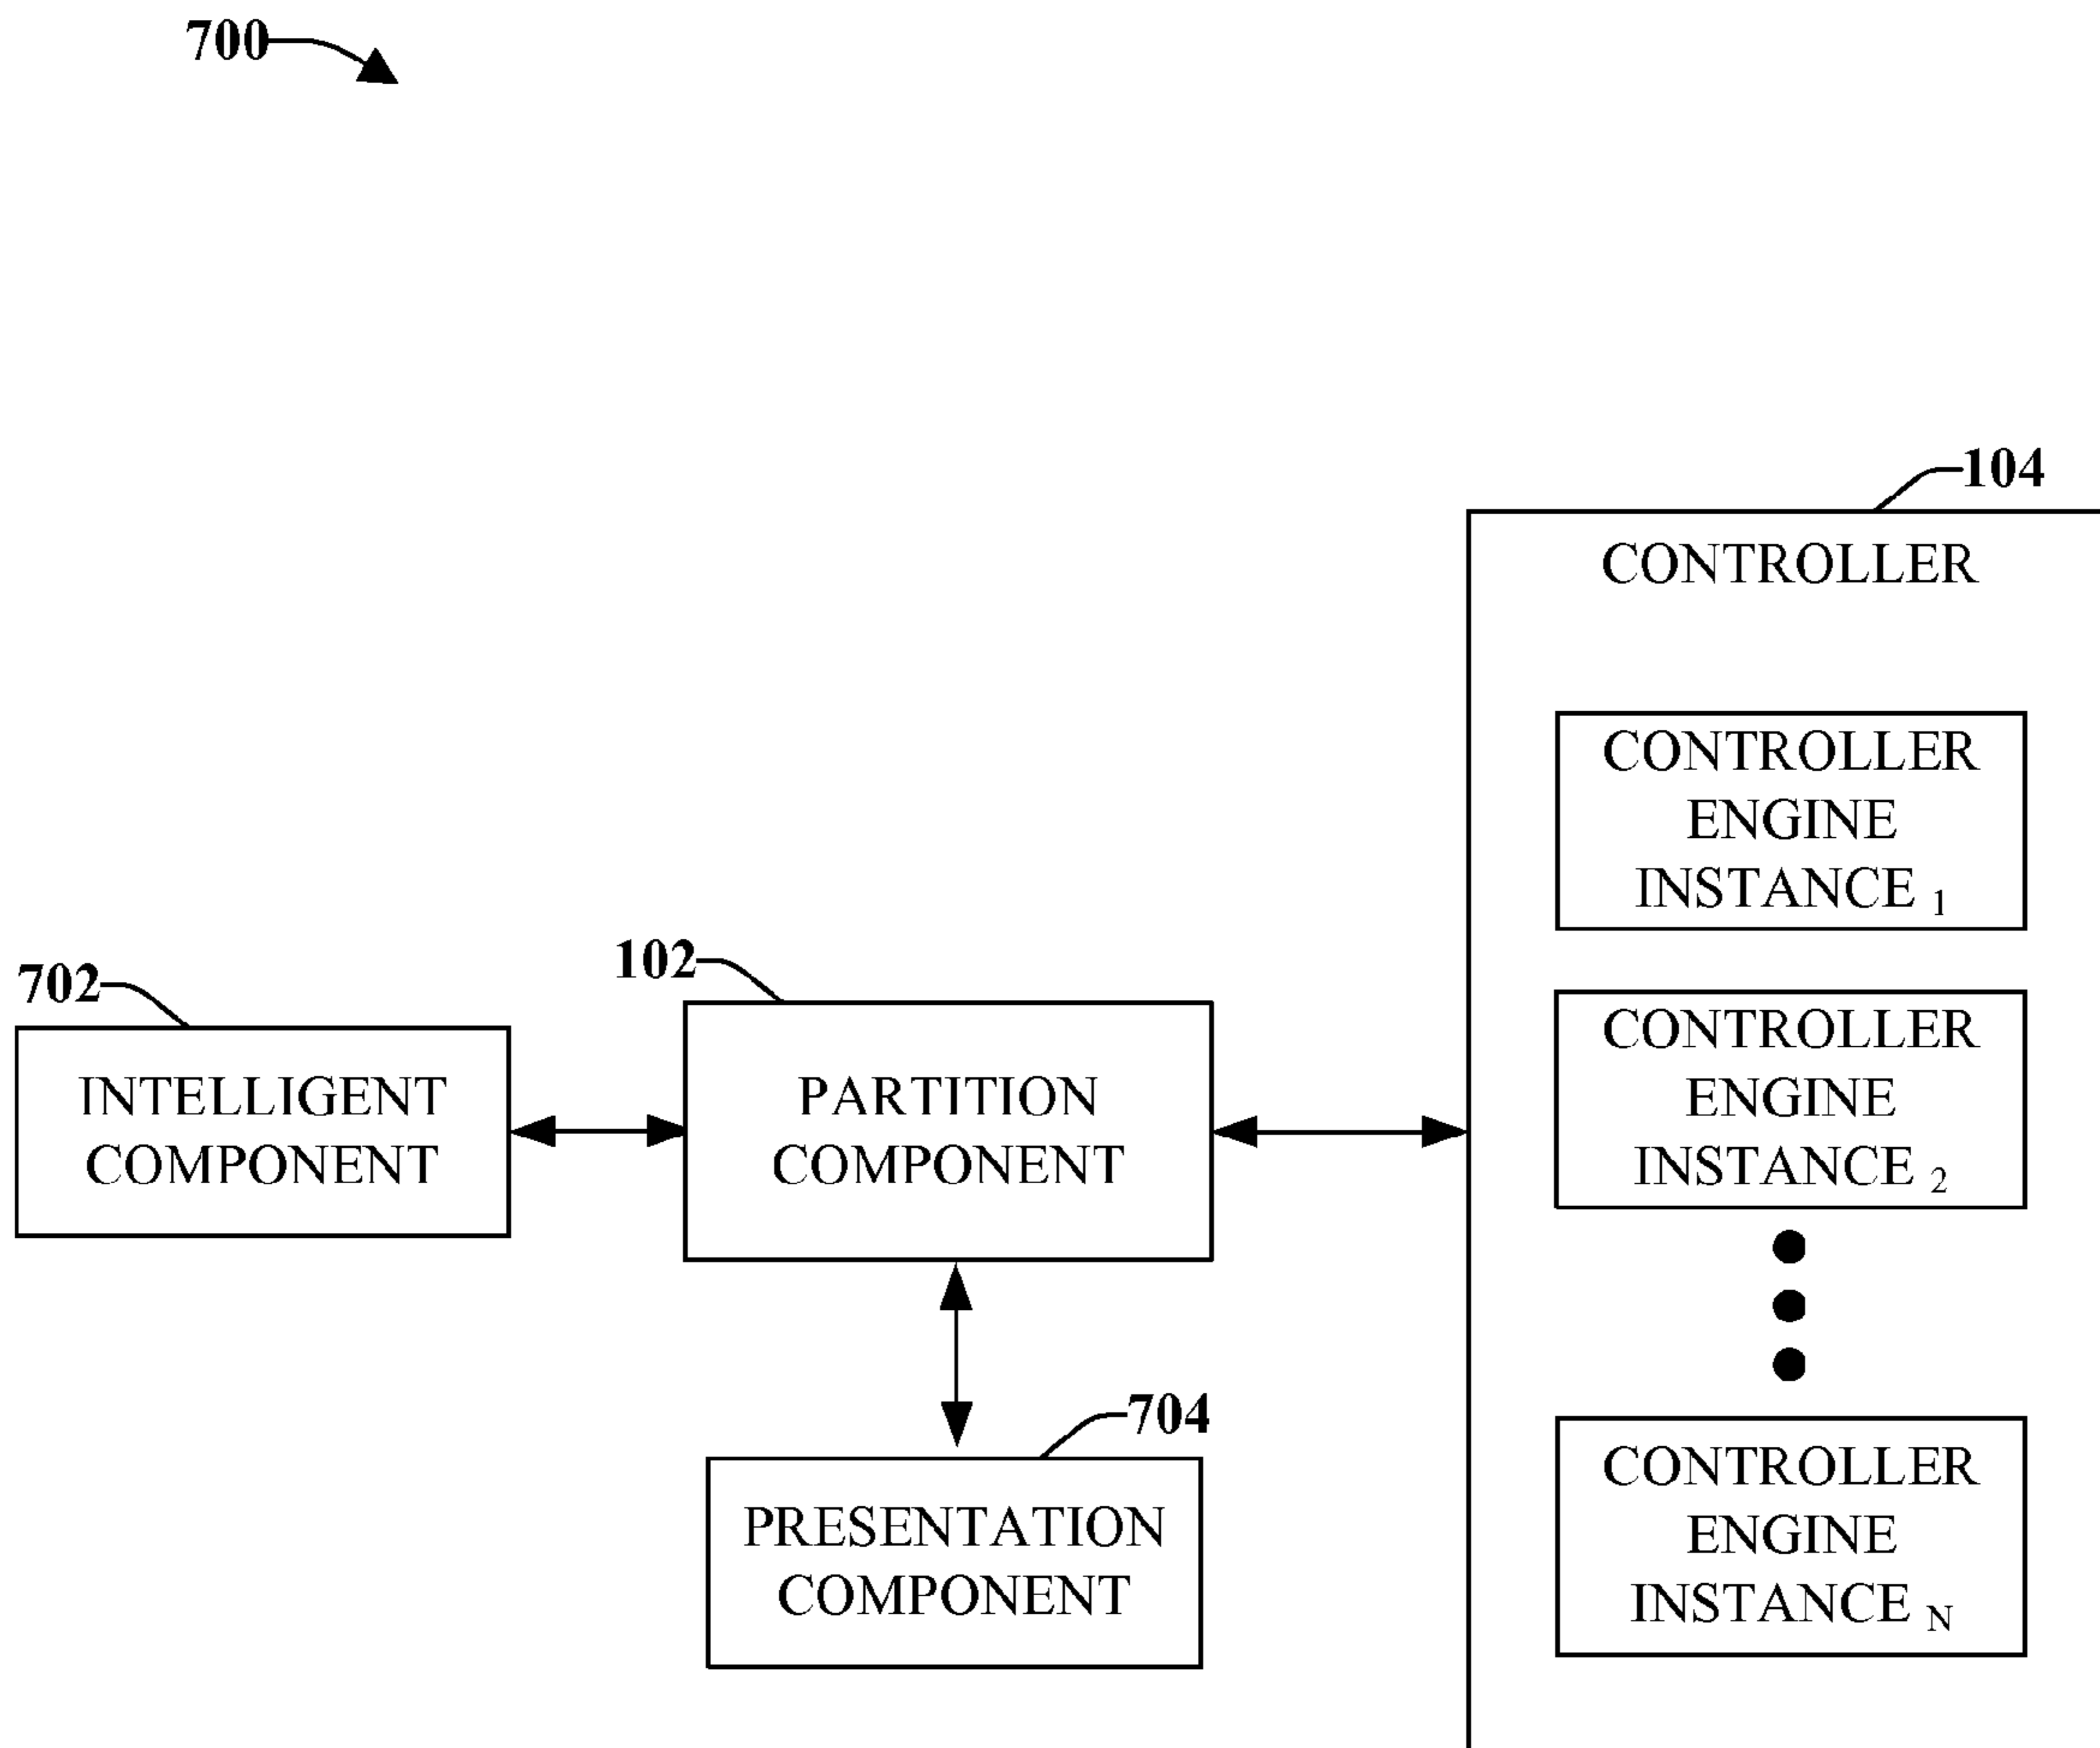 700
104
CONTROLLER
CONTROLLER
ENGINE
INSTANCE 1
102
702
CONTROLLER
ENGINE
INSTANCE 2
INTELLIGENT
COMPONENT
PARTITION
COMPONENT
704
PRESENTATION
COMPONENT
CONTROLLER
ENGINE
INSTANCE N